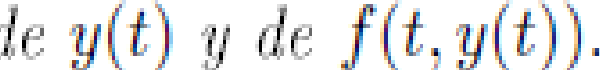 de y(t) y de f(t, y(t)).